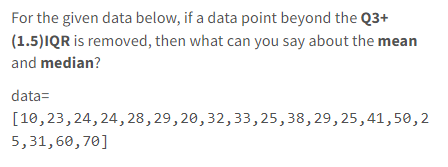 For the given data below, if a data point beyond the Q3+
(1.5)IQR is removed, then what can you say about the mean
and median?
data=
[10,23,24,24,28,29,20,32,33,25,38,29,25,41,50,2
5,31,60,70]